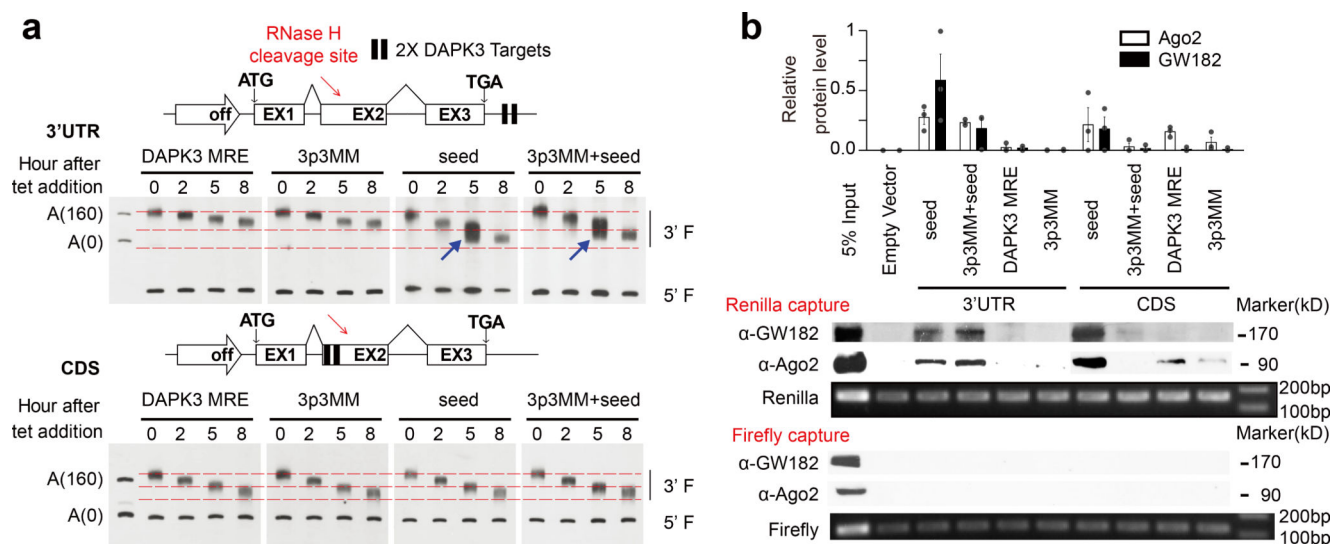 a
RNase H
cleavage site
2X DAPK3 Targets
ATG
TGA
off
EX1
EX2
EX3
3'UTR
Hour after
tet addition
DAPK3 MRE
3p3MM
seed
3p3MM+seed
0 2 5 8
0 2 5 8
0 2 5 8
0 2 5 8
A(160)
A(0)
3' F
5' F
ATG
TGA
off
EX1
EX2
EX3
CDS
Hour after
tet addition
DAPK3 MRE
3p3MM
seed
3p3MM+seed
0 2 5 8
0 2 5 8
0 2 5 8
0 2 5 8
A(160)
A(0)
3' F
5' F
b
Relative
protein level
1
0.5
0.0
Ago2
GW182
5% Input
Empty Vector
seed
3p3MM+seed
DAPK3 MRE
3p3MM
seed
3p3MM+seed
DAPK3 MRE
3p3MM
3'UTR
CDS
Renilla capture
Marker(kD)
α-GW182
-170
α-Ago2
- 90
Renilla
200bp
100bp
Firefly capture
Marker(kD)
α-GW182
-170
α-Ago2
- 90
Firefly
200bp
100bp